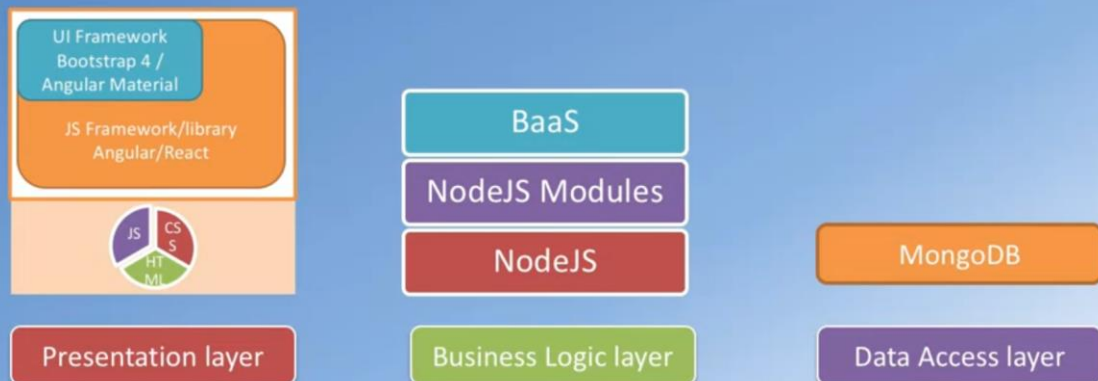 UI Framework
Bootstrap 4 /
Angular Material
JS Framework/library
Angular/React
JS
CS
S
HT
ML
Presentation layer
BaaS
NodeJS Modules
NodeJS
Business Logic layer
MongoDB
Data Access layer